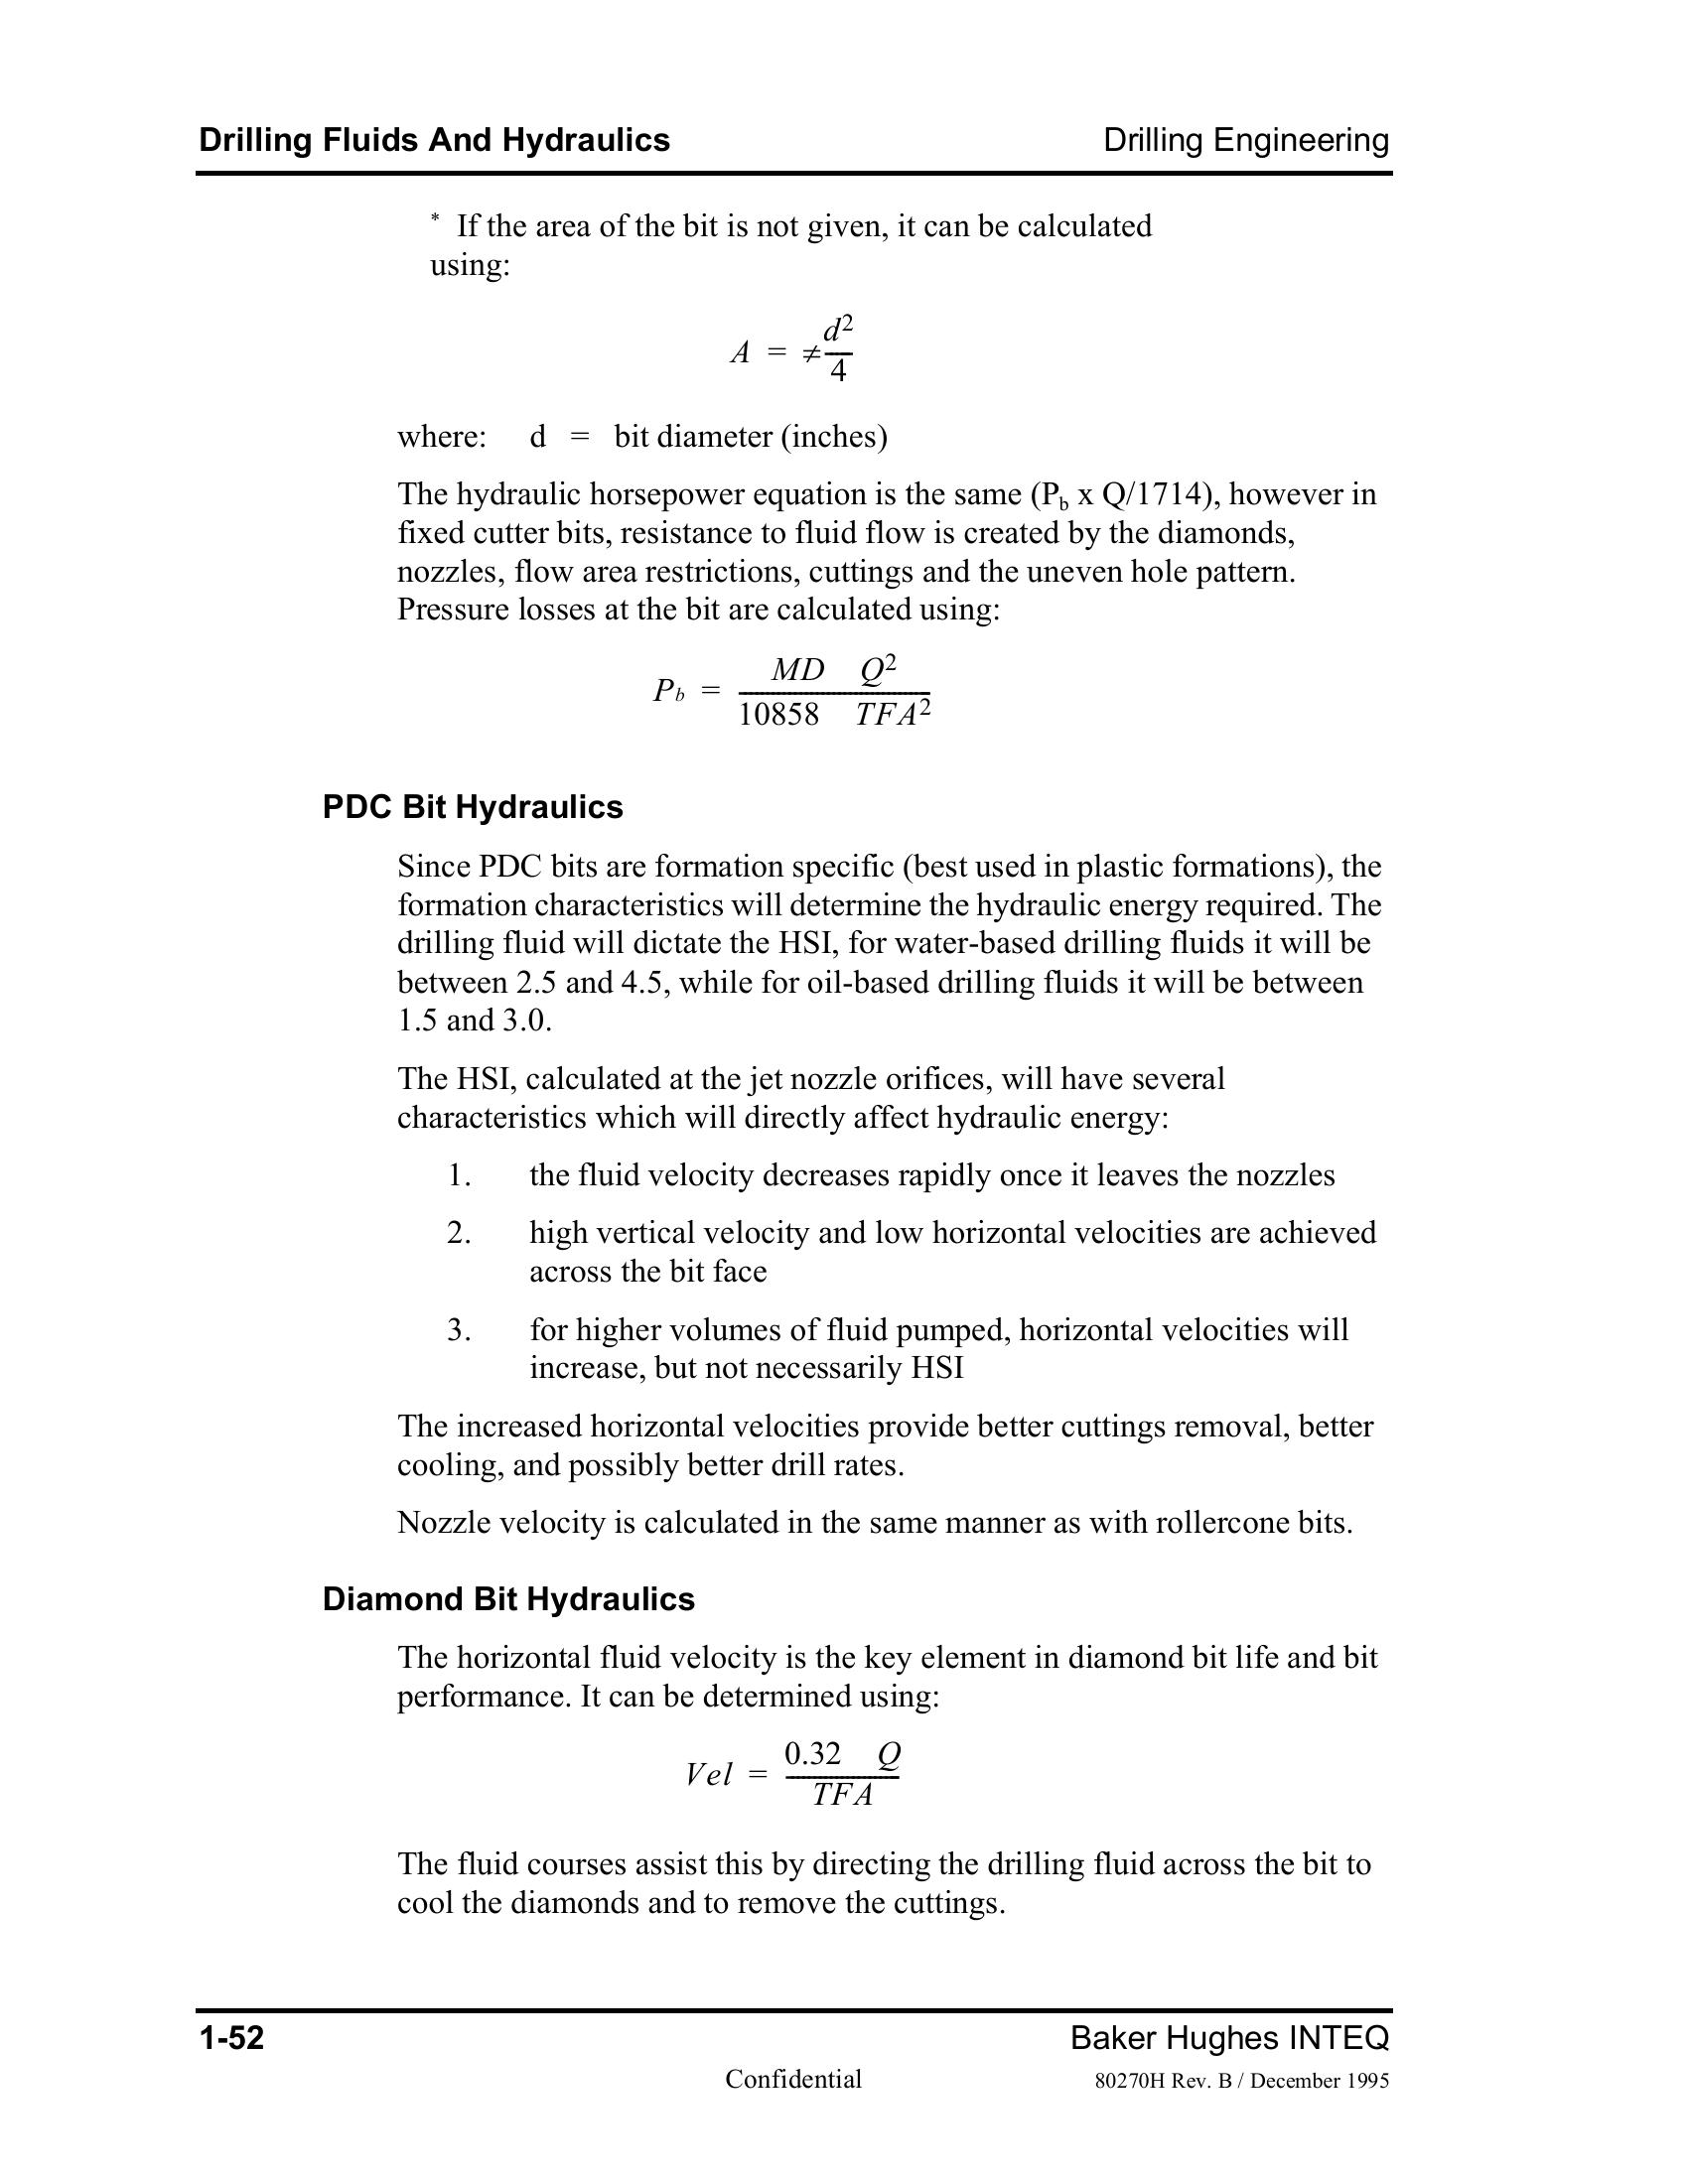 Drilling Fluids And Hydraulics Drilling Engineering
* If the area of the bit is not given, it can be calculated
using:
A = ≠ d²/4
where: d = bit diameter (inches)
The hydraulic horsepower equation is the same (Pb x Q/1714), however in
fixed cutter bits, resistance to fluid flow is created by the diamonds,
nozzles, flow area restrictions, cuttings and the uneven hole pattern.
Pressure losses at the bit are calculated using:
Pb = MD Q² / 10858 TFA²
PDC Bit Hydraulics
Since PDC bits are formation specific (best used in plastic formations), the
formation characteristics will determine the hydraulic energy required. The
drilling fluid will dictate the HSI, for water-based drilling fluids it will be
between 2.5 and 4.5, while for oil-based drilling fluids it will be between
1.5 and 3.0.
The HSI, calculated at the jet nozzle orifices, will have several
characteristics which will directly affect hydraulic energy:
1. the fluid velocity decreases rapidly once it leaves the nozzles
2. high vertical velocity and low horizontal velocities are achieved
across the bit face
3. for higher volumes of fluid pumped, horizontal velocities will
increase, but not necessarily HSI
The increased horizontal velocities provide better cuttings removal, better
cooling, and possibly better drill rates.
Nozzle velocity is calculated in the same manner as with rollercone bits.
Diamond Bit Hydraulics
The horizontal fluid velocity is the key element in diamond bit life and bit
performance. It can be determined using:
Vel = 0.32 Q / TFA
The fluid courses assist this by directing the drilling fluid across the bit to
cool the diamonds and to remove the cuttings.
1-52 Baker Hughes INTEQ
Confidential 80270H Rev. B / December 1995